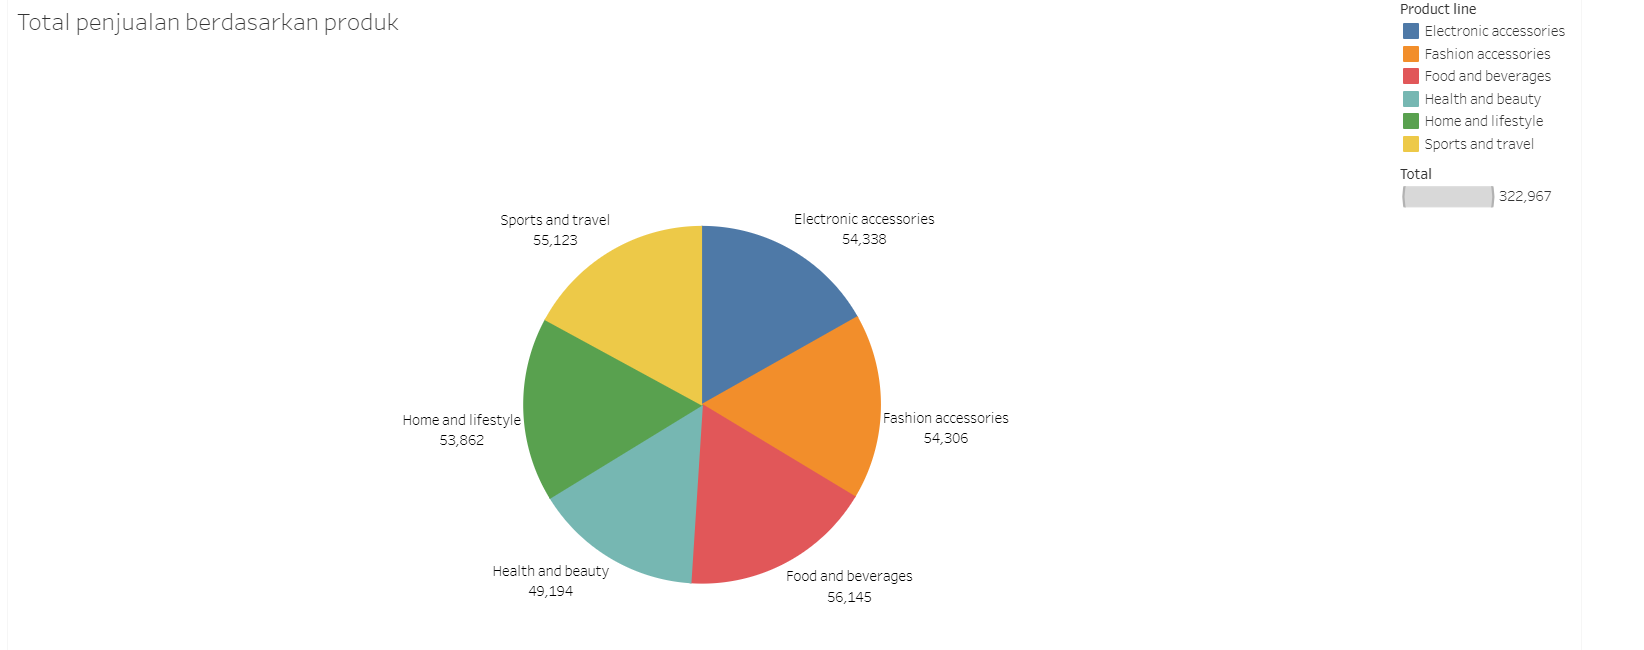 Total penjualan berdasarkan produk
Product line
Electronic accessories
Fashion accessories
Food and beverages
Health and beauty
Home and lifestyle
Sports and travel
Total
322,967
Sports and travel
55,123
Electronic accessories
54,338
Home and lifestyle
53,862
Fashion accessories
54,306
Health and beauty
49,194
Food and beverages
56,145